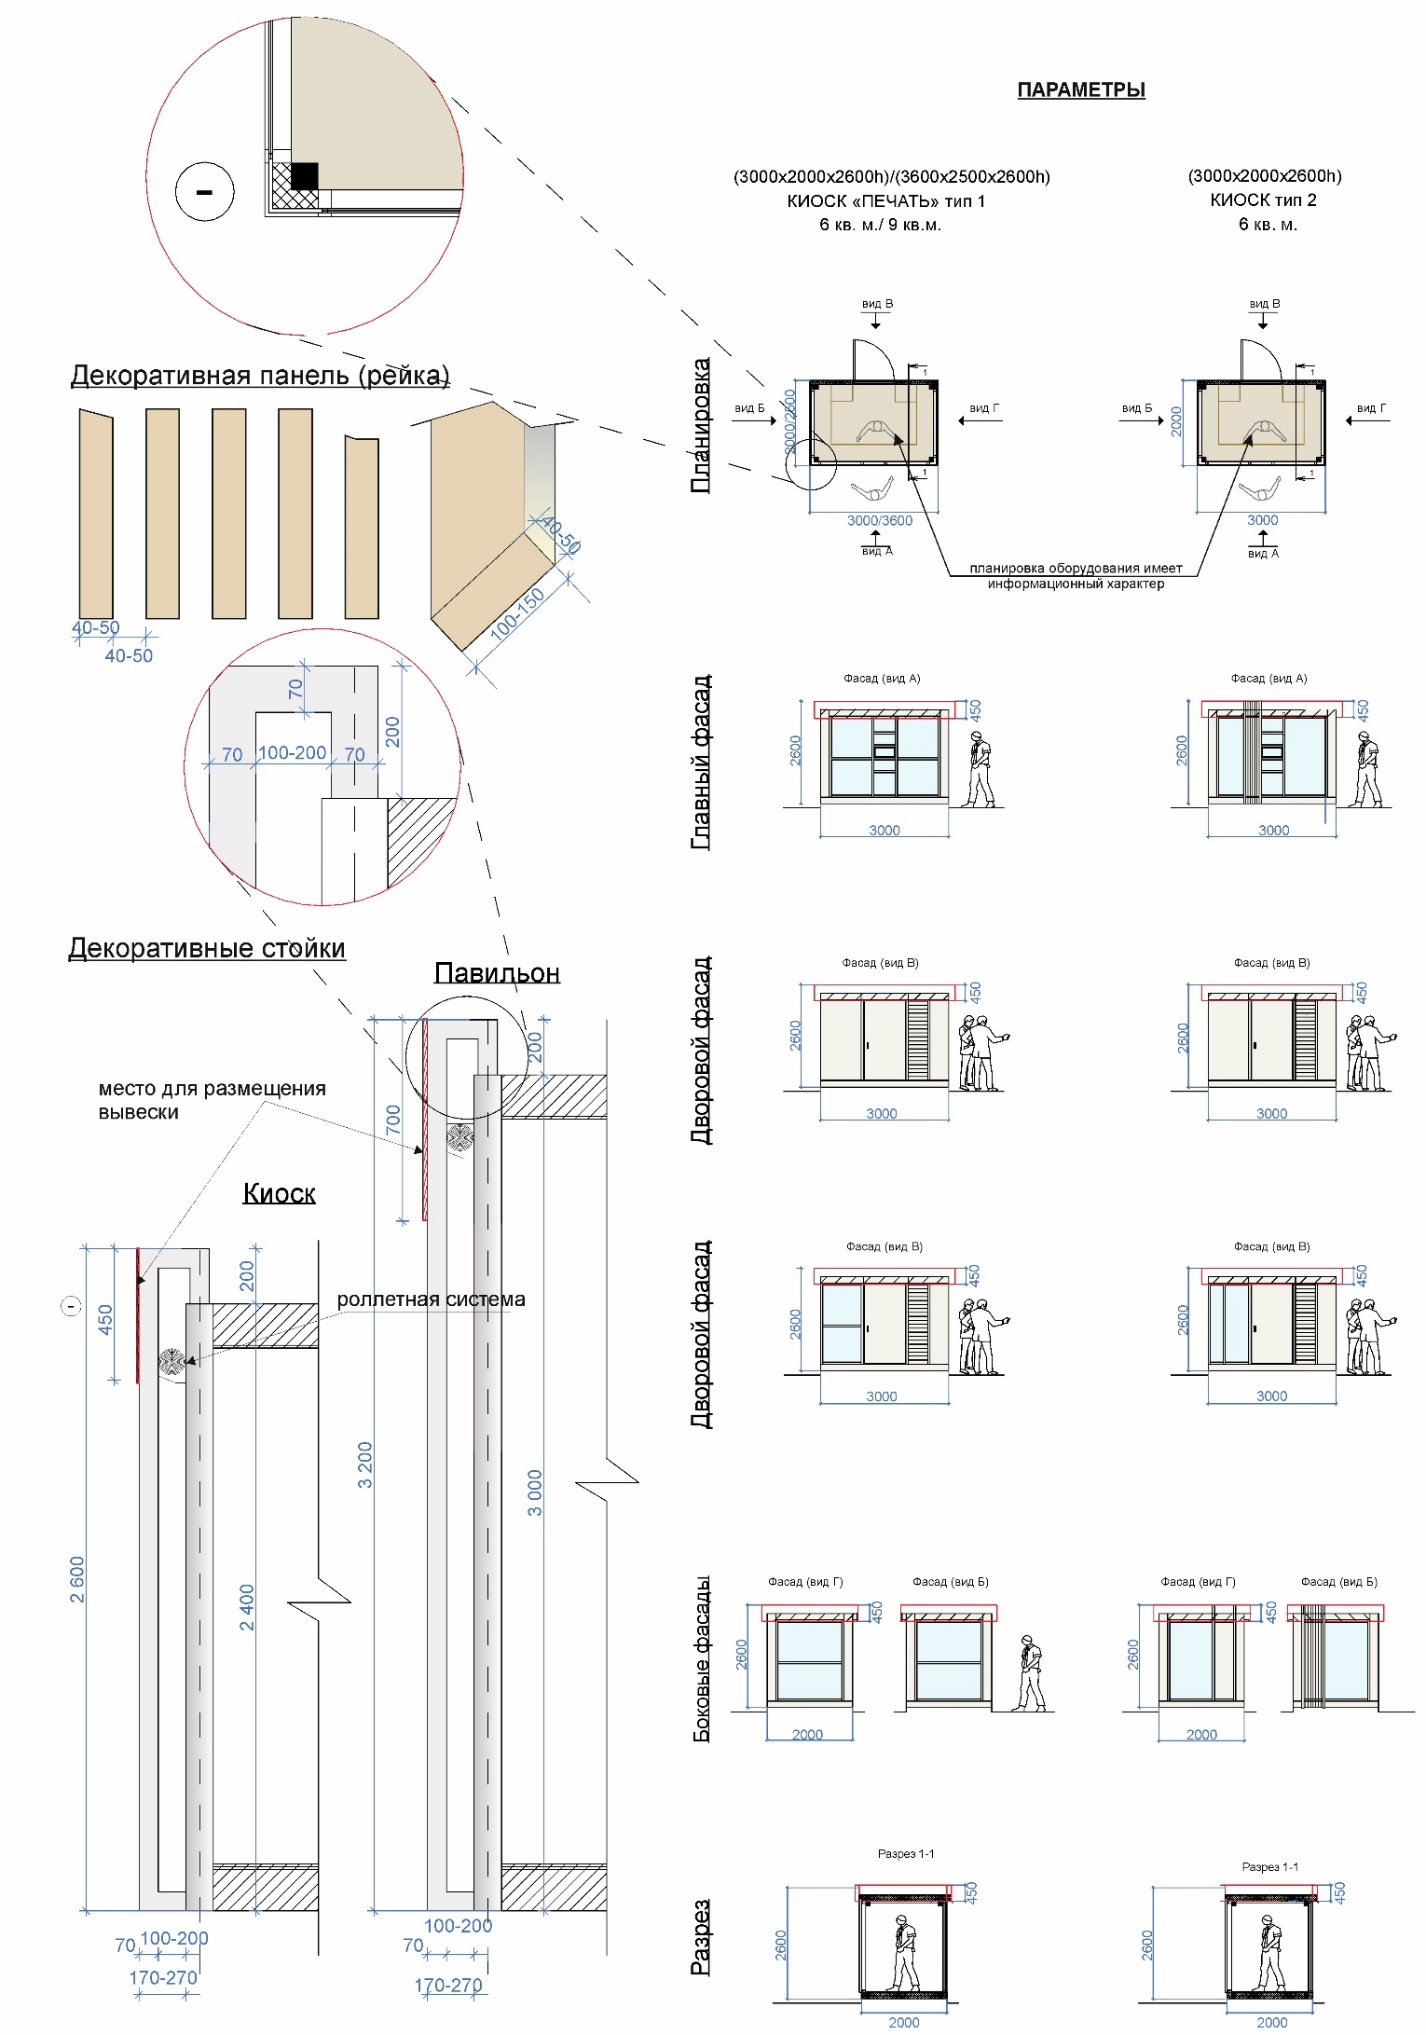 ПАРАМЕТРЫ
(3000х2000х2600h)/(3600х2500х2600h)
КИОСК «ПЕЧАТЬ» тип 1
6 кв. м./ 9 кв.м.
(3000х2000х2600h)
КИОСК тип 2
6 кв. м.
-
Декоративная панель (рейка)
40-50
40-50
40-50
100-150
70
200
70
100-200
70
Декоративные стойки
Павильон
место для размещения
вывески
200
700
3 200
3 000
100-200
70
170-270
Киоск
-
450
200
роллетная система
2 600
2 400
100-200
70
170-270
Планировка
вид В
вид Б
вид Г
1
1
3000/3600
вид А
вид В
вид Б
вид Г
2000
1
1
3000
вид А
планировка оборудования имеет
информационный характер
Главный фасад
Фасад (вид А)
2600
450
3000
Фасад (вид А)
2600
450
3000
Дворовой фасад
Фасад (вид В)
2600
450
3000
Фасад (вид В)
2600
450
3000
Дворовой фасад
Фасад (вид В)
2600
450
3000
Фасад (вид В)
2600
450
3000
Боковые фасады
Фасад (вид Г)
2600
450
2000
Фасад (вид Б)
Фасад (вид Г)
2600
450
2000
Фасад (вид Б)
Разрез
Разрез 1-1
2600
450
2000
Разрез 1-1
2600
450
2000